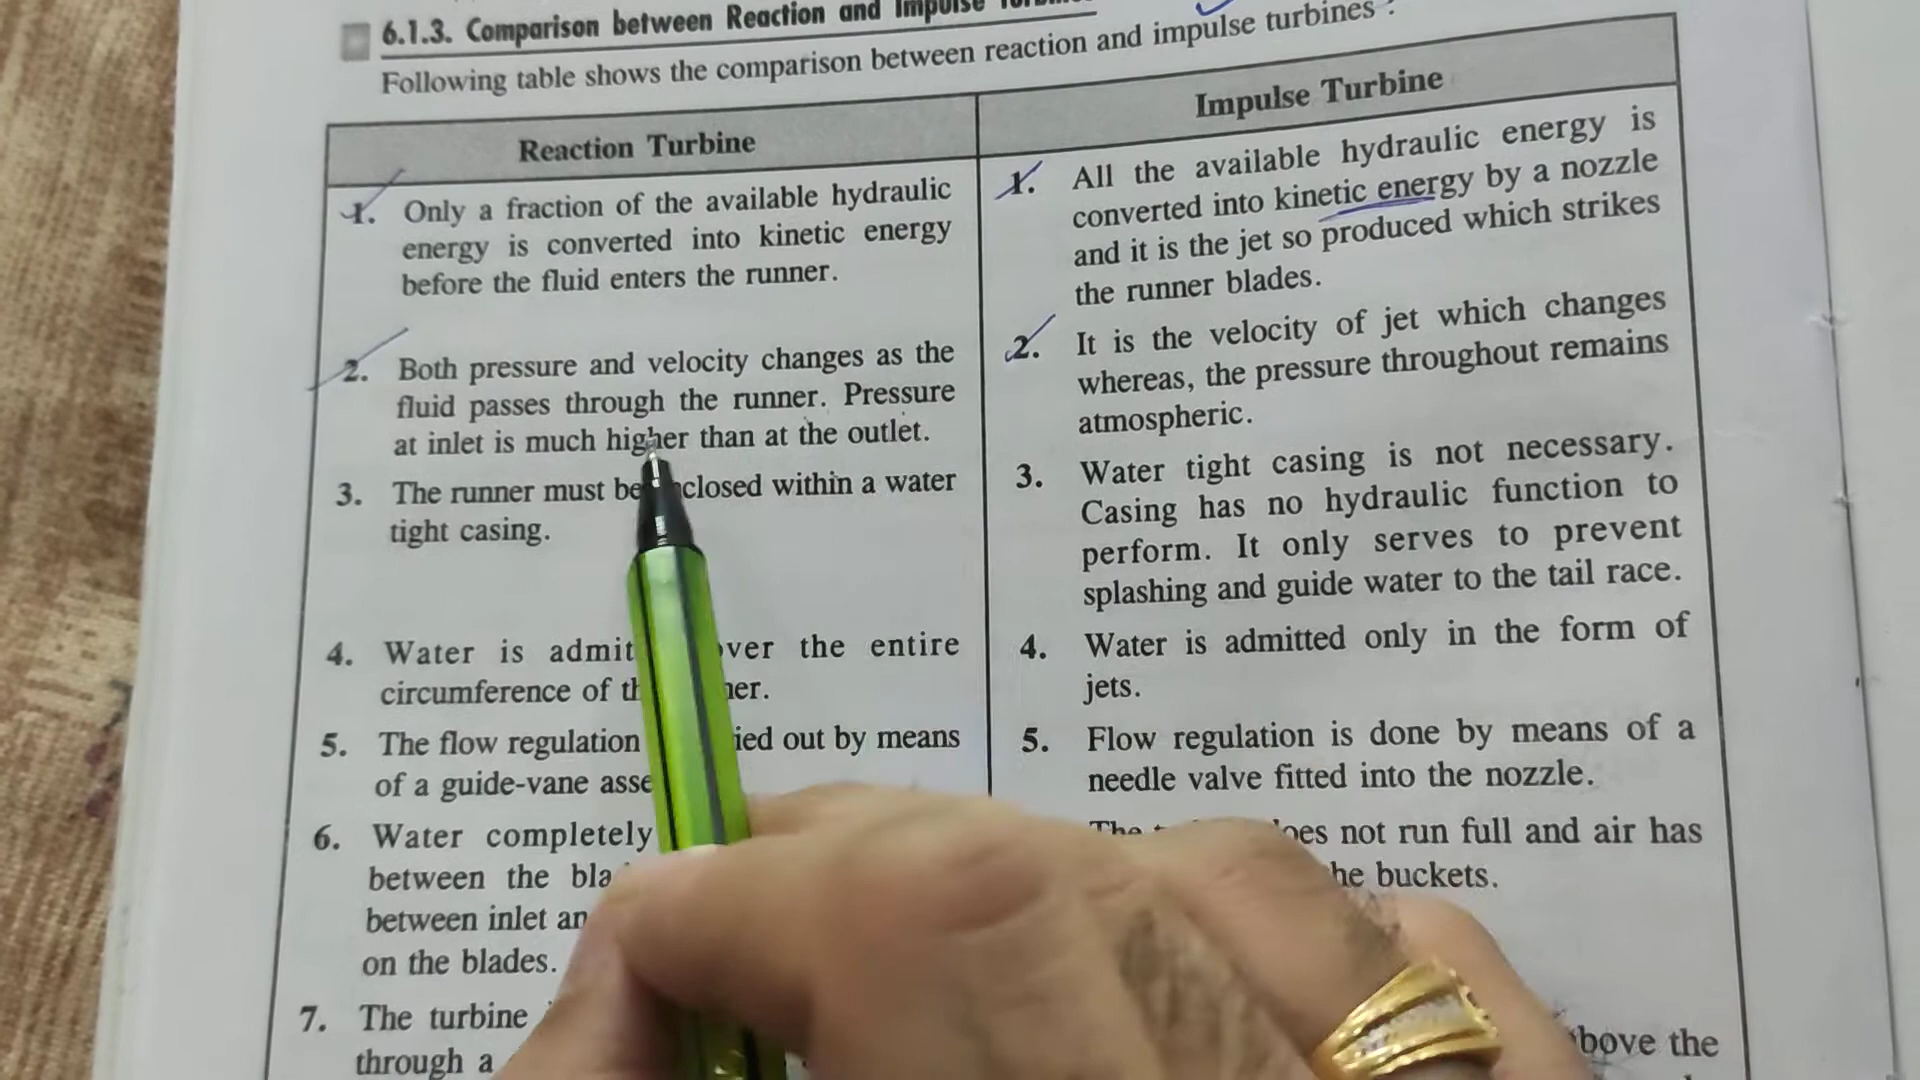 6.1.3. Comparison between Reaction and Impulse
Following table shows the comparison between reaction and impulse turbines :
Reaction Turbine
1. Only a fraction of the available hydraulic
energy is converted into kinetic energy
before the fluid enters the runner.
2. Both pressure and velocity changes as the
fluid passes through the runner. Pressure
at inlet is much higher than at the outlet.
3. The runner must be closed within a water
tight casing.
4. Water is admit ver the entire
circumference of th ner.
5. The flow regulation ied out by means
of a guide-vane asse
6. Water completely
between the bla
between inlet an
on the blades.
7. The turbine
through a
Impulse Turbine
1. All the available hydraulic energy is
converted into kinetic energy by a nozzle
and it is the jet so produced which strikes
the runner blades.
2. It is the velocity of jet which changes
whereas, the pressure throughout remains
atmospheric.
3. Water tight casing is not necessary.
Casing has no hydraulic function to
perform. It only serves to prevent
splashing and guide water to the tail race.
4. Water is admitted only in the form of
jets.
5. Flow regulation is done by means of a
needle valve fitted into the nozzle.
The oes not run full and air has
he buckets.
bove the